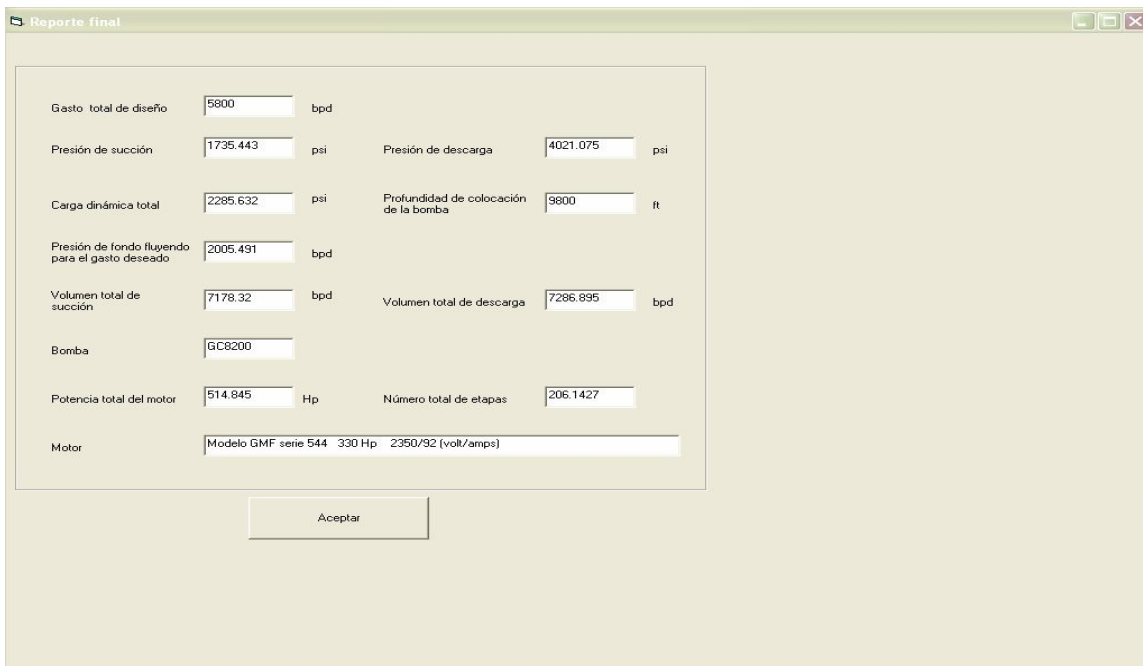 Reporte final
Gasto total de diseño 5800 bpd
Presión de succión 1735.443 psi Presión de descarga 4021.075 psi
Carga dinámica total 2285.632 psi Profundidad de colocación
de la bomba 9800 ft
Presión de fondo fluyendo
para el gasto deseado 2005.491 bpd
Volumen total de
succión 7178.32 bpd Volumen total de descarga 7286.895 bpd
Bomba GC8200
Potencia total del motor 514.845 Hp Número total de etapas 206.1427
Motor Modelo GMF serie 544 330 Hp 2350/92 (volt/amps)
Aceptar